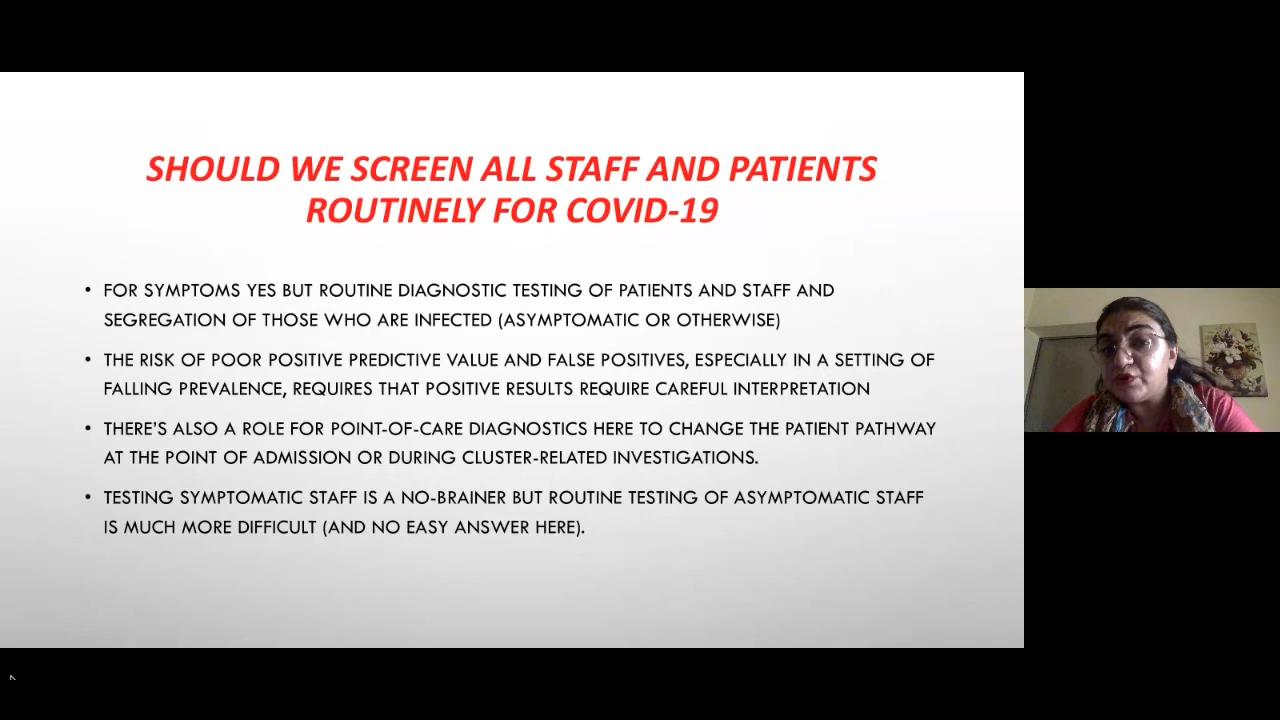 SHOULD WE SCREEN ALL STAFF AND PATIENTS
ROUTINELY FOR COVID-19
• FOR SYMPTOMS YES BUT ROUTINE DIAGNOSTIC TESTING OF PATIENTS AND STAFF AND
SEGREGATION OF THOSE WHO ARE INFECTED (ASYMPTOMATIC OR OTHERWISE)
• THE RISK OF POOR POSITIVE PREDICTIVE VALUE AND FALSE POSITIVES, ESPECIALLY IN A SETTING OF
FALLING PREVALENCE, REQUIRES THAT POSITIVE RESULTS REQUIRE CAREFUL INTERPRETATION
• THERE'S ALSO A ROLE FOR POINT-OF-CARE DIAGNOSTICS HERE TO CHANGE THE PATIENT PATHWAY
AT THE POINT OF ADMISSION OR DURING CLUSTER-RELATED INVESTIGATIONS.
• TESTING SYMPTOMATIC STAFF IS A NO-BRAINER BUT ROUTINE TESTING OF ASYMPTOMATIC STAFF
IS MUCH MORE DIFFICULT (AND NO EASY ANSWER HERE).